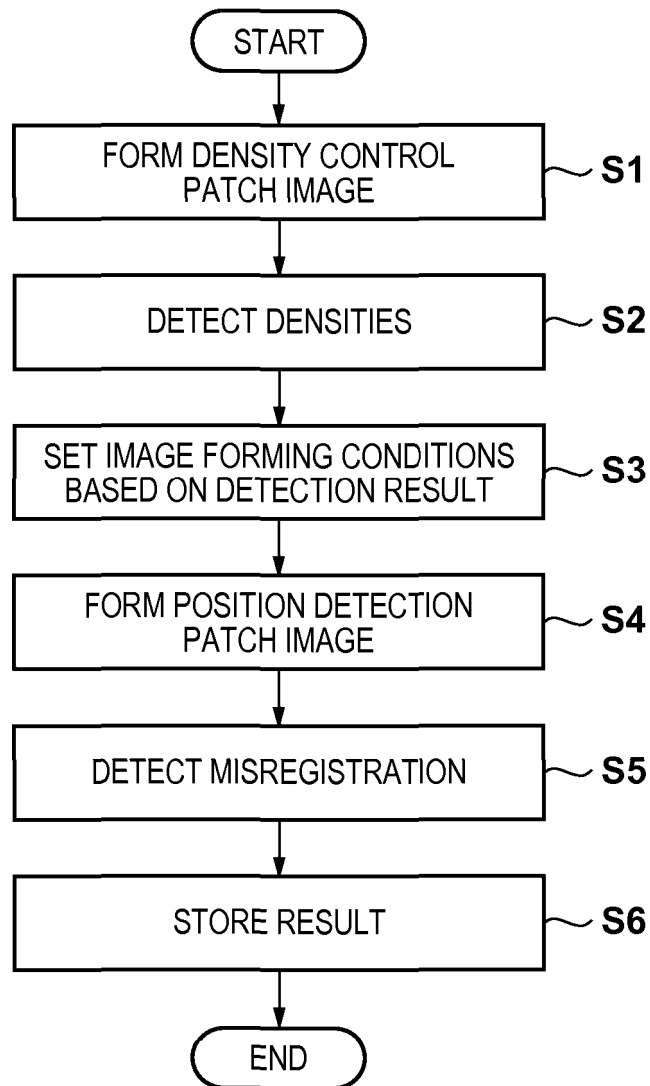 START
FORM DENSITY CONTROL
PATCH IMAGE
S1
DETECT DENSITIES
S2
SET IMAGE FORMING CONDITIONS
BASED ON DETECTION RESULT
S3
FORM POSITION DETECTION
PATCH IMAGE
S4
DETECT MISREGISTRATION
S5
STORE RESULT
S6
END